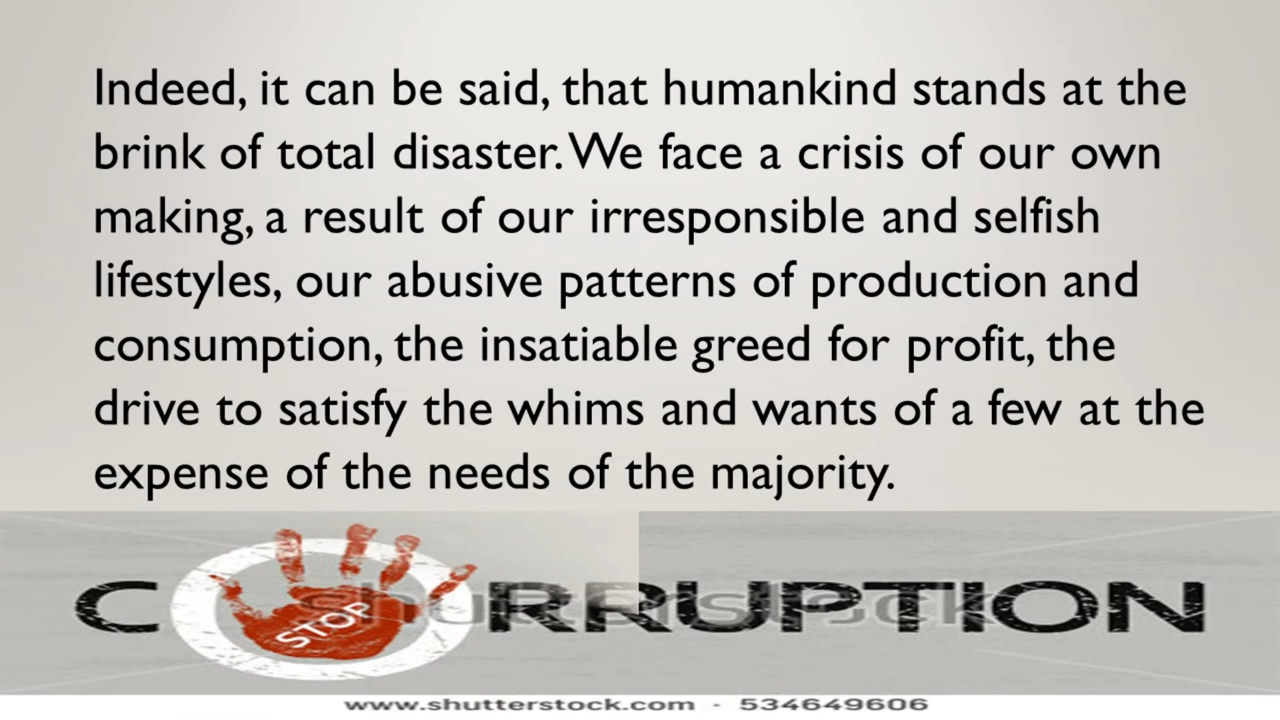 Indeed, it can be said, that humankind stands at the
brink of total disaster. We face a crisis of our own
making, a result of our irresponsible and selfish
lifestyles, our abusive patterns of production and
consumption, the insatiable greed for profit, the
drive to satisfy the whims and wants of a few at the
expense of the needs of the majority.
C RRUPTION
STOP
shutterstock
www.shutterstock.com · 534649606